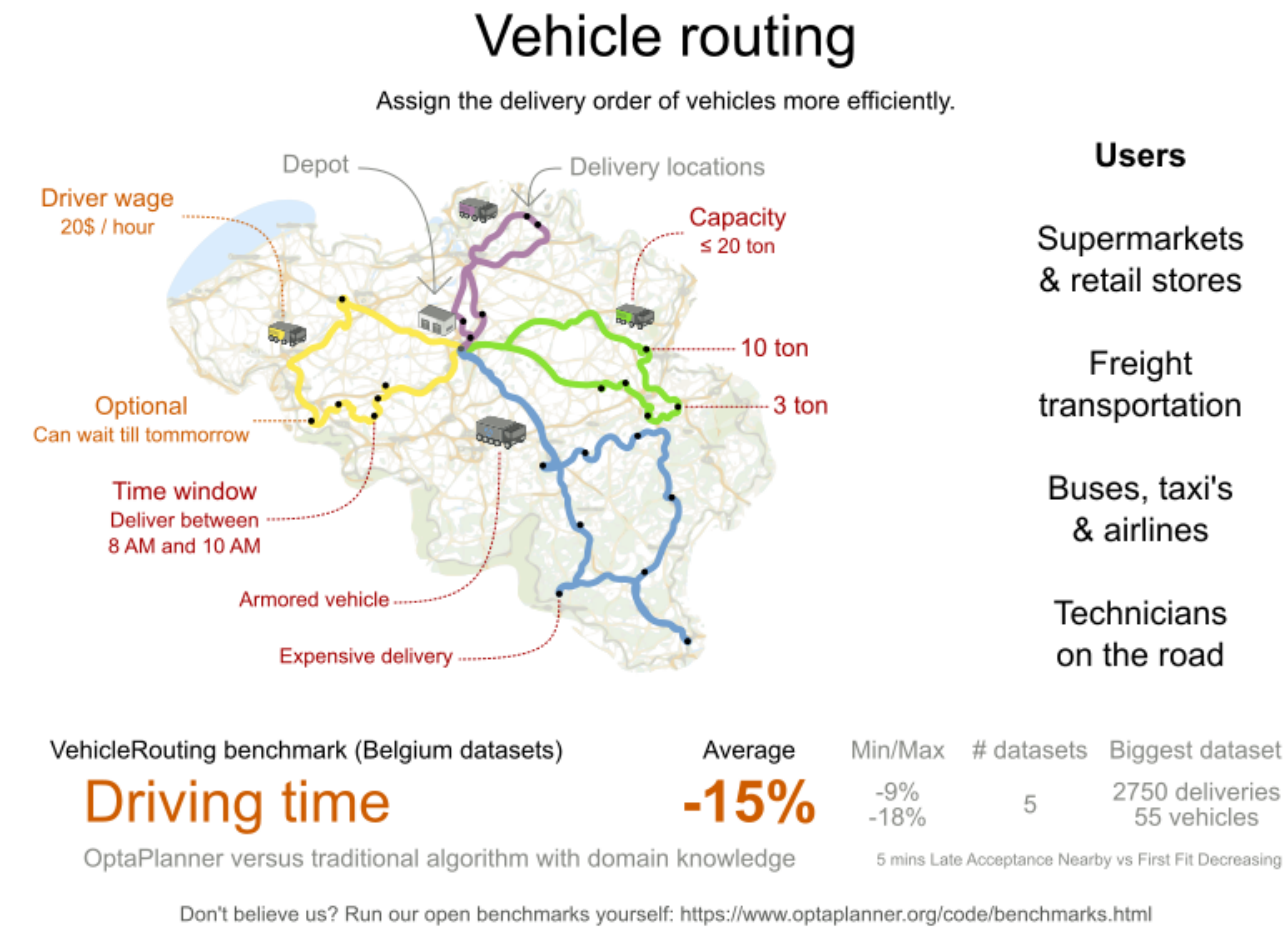 Vehicle routing
Assign the delivery order of vehicles more efficiently.
Depot
Delivery locations
Driver wage
20$ / hour
Capacity
≤ 20 ton
10 ton
3 ton
Optional
Can wait till tommorrow
Time window
Deliver between
8 AM and 10 AM
Armored vehicle
Expensive delivery
Users
Supermarkets
& retail stores
Freight
transportation
Buses, taxi's
& airlines
Technicians
on the road
VehicleRouting benchmark (Belgium datasets)
Driving time
OptaPlanner versus traditional algorithm with domain knowledge
Average
-15%
Min/Max
-9%
-18%
# datasets
5
Biggest dataset
2750 deliveries
55 vehicles
5 mins Late Acceptance Nearby vs First Fit Decreasing
Don't believe us? Run our open benchmarks yourself: https://www.optaplanner.org/code/benchmarks.html